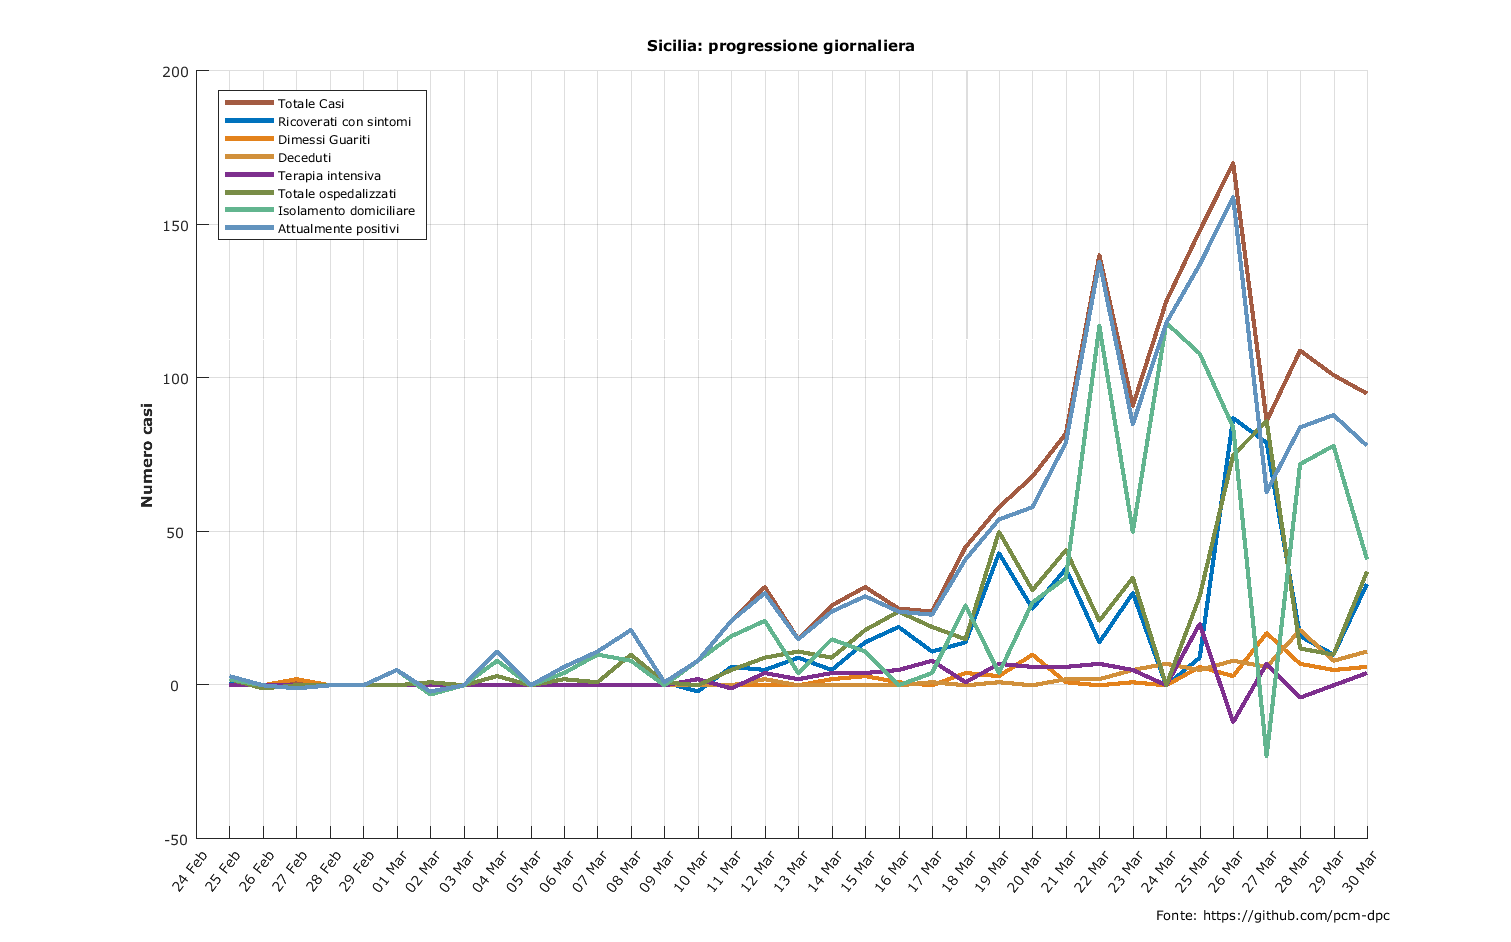 Sicilia: progressione giornaliera
200
150
100
50
0
-50
Numero casi
Totale Casi
Ricoverati con sintomi
Dimessi Guariti
Deceduti
Terapia intensiva
Totale ospedalizzati
Isolamento domiciliare
Attualmente positivi
24 Feb
25 Feb
26 Feb
27 Feb
28 Feb
29 Feb
01 Mar
02 Mar
03 Mar
04 Mar
05 Mar
06 Mar
07 Mar
08 Mar
09 Mar
10 Mar
11 Mar
12 Mar
13 Mar
14 Mar
15 Mar
16 Mar
17 Mar
18 Mar
19 Mar
20 Mar
21 Mar
22 Mar
23 Mar
24 Mar
25 Mar
26 Mar
27 Mar
28 Mar
29 Mar
30 Mar
Fonte: https://github.com/pcm-dpc